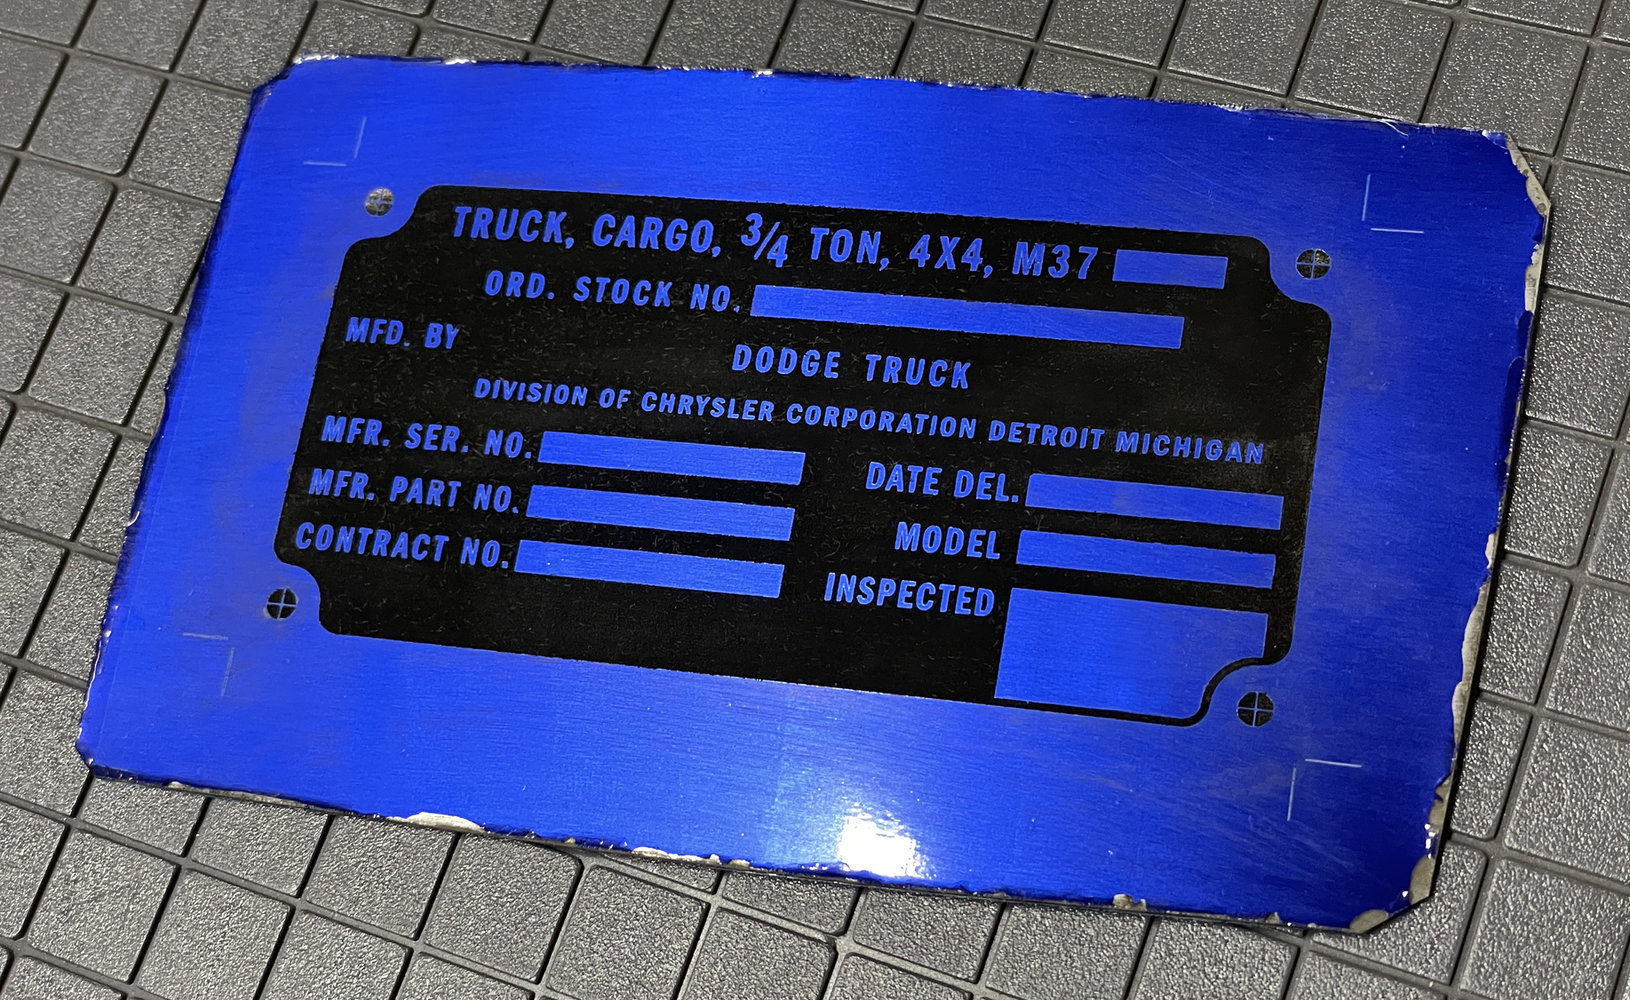 TRUCK, CARGO, 3/4 TON, 4X4, M37
ORD. STOCK NO.
MFD. BY
DODGE TRUCK
DIVISION OF CHRYSLER CORPORATION DETROIT MICHIGAN
MFR. SER. NO.
DATE DEL.
MFR. PART NO.
MODEL
CONTRACT NO.
INSPECTED